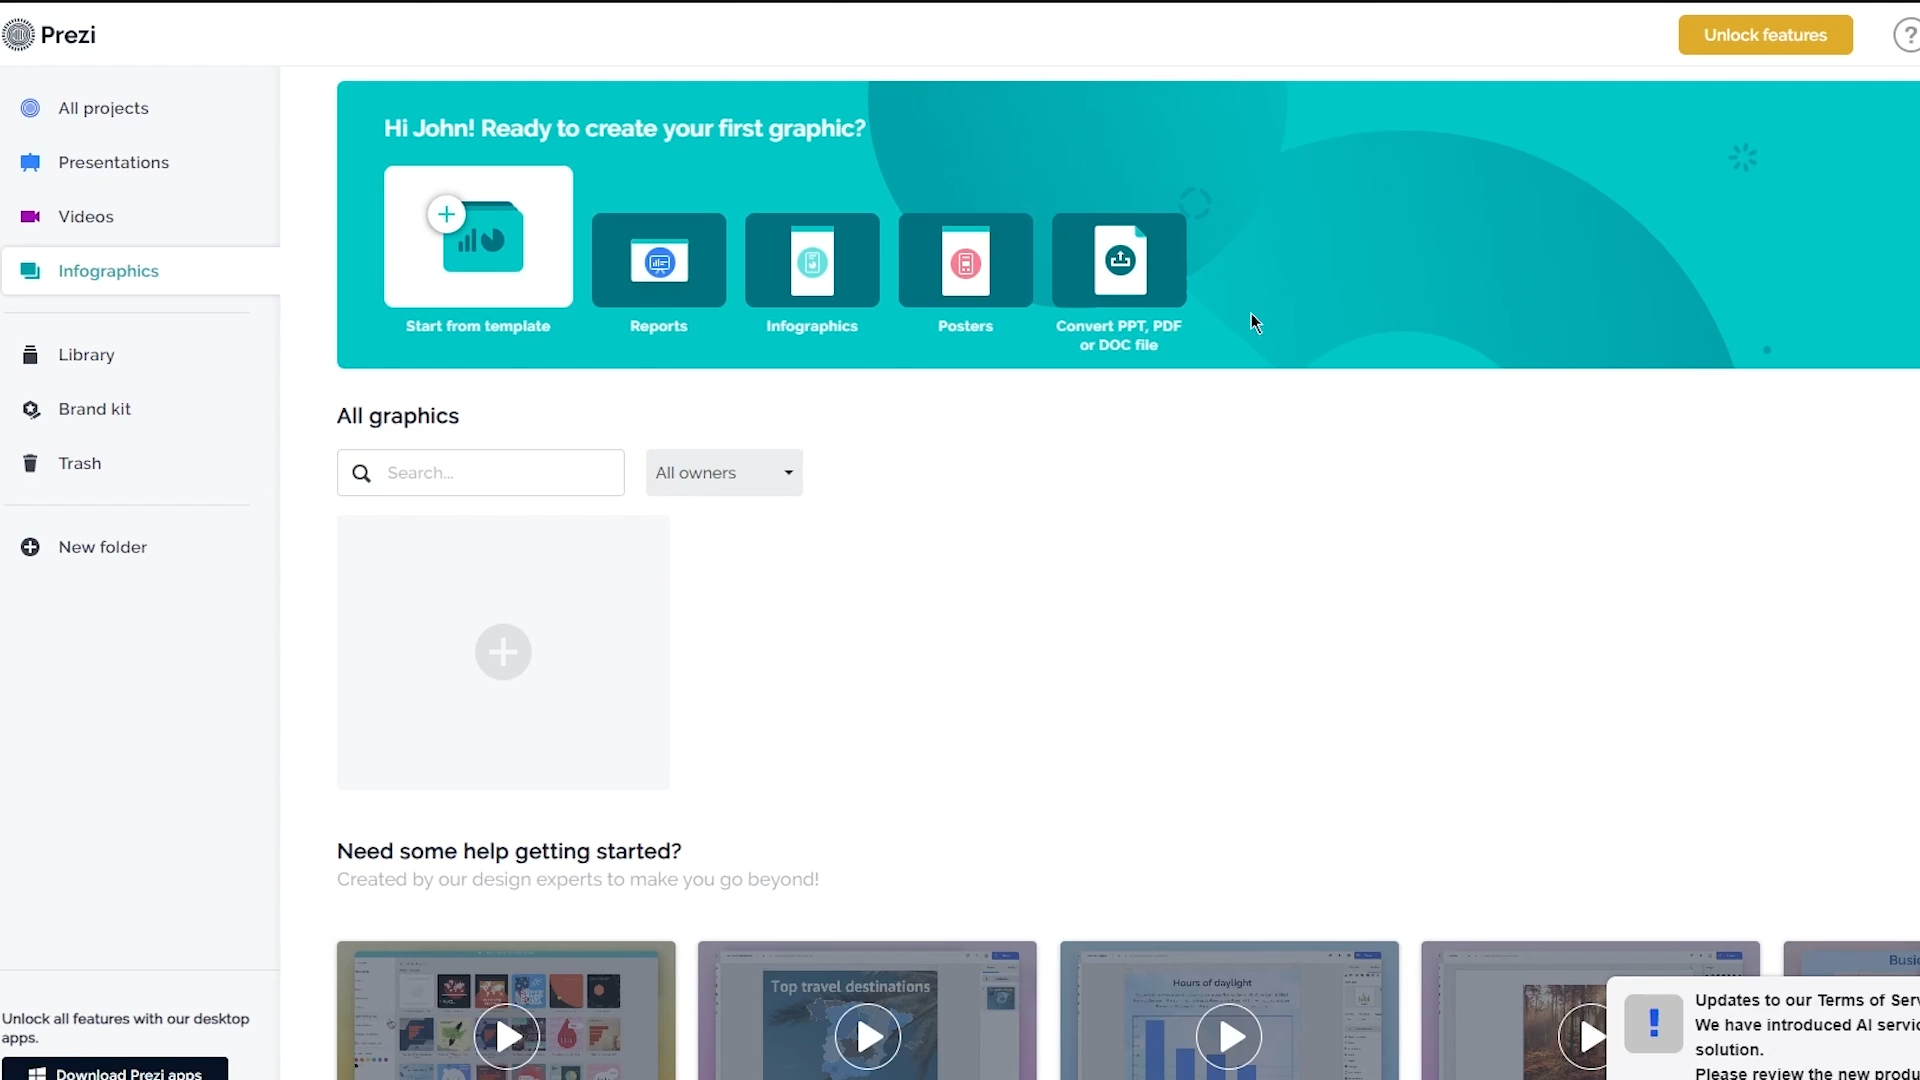 Prezi
Unlock features
?
All projects
Presentations
Videos
Infographics
Library
Brand kit
Trash
New folder
Unlock all features with our desktop
apps.
Download Prezi apps
Hi John! Ready to create your first graphic?
Start from template
Reports
Infographics
Posters
Convert PPT, PDF
or DOC file
All graphics
Search...
All owners
Need some help getting started?
Created by our design experts to make you go beyond!
Top travel destinations
Hours of daylight
Updates to our Terms of Serv
We have introduced AI servic
solution.
Please review the new produ